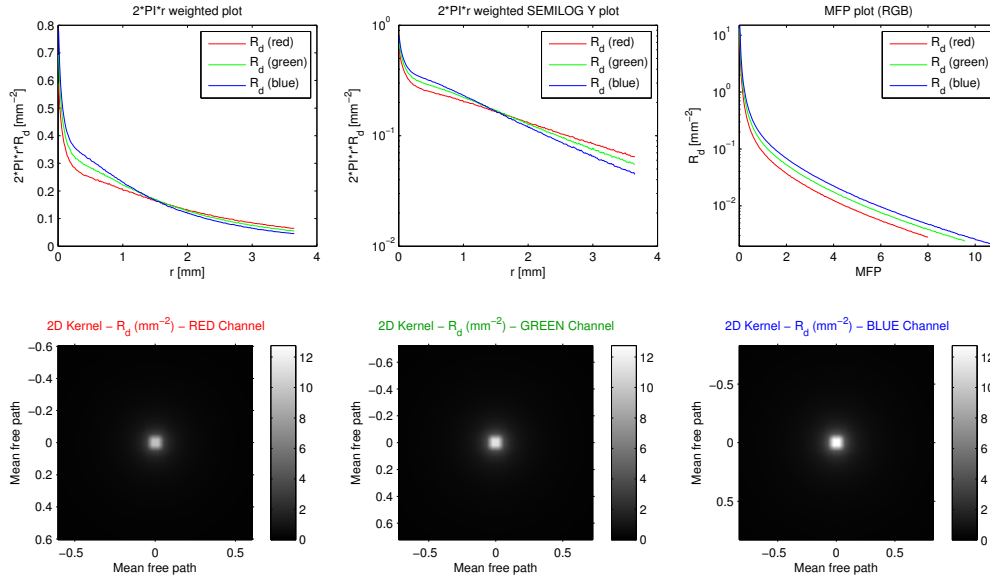 2*PI*r weighted plot
2*PI*r*R_d [mm^−2]
0.8
0.7
0.6
0.5
0.4
0.3
0.2
0.1
0
0 1 2 3 4
r [mm]
R_d (red)
R_d (green)
R_d (blue)
2*PI*r weighted SEMILOG Y plot
2*PI*r*R_d [mm^−2]
10^0
10^−1
10^−2
0 1 2 3 4
r [mm]
R_d (red)
R_d (green)
R_d (blue)
MFP plot (RGB)
R_d [mm^−2]
10^1
10^0
10^−1
10^−2
0 2 4 6 8 10
MFP
R_d (red)
R_d (green)
R_d (blue)
2D Kernel − R_d (mm^−2) − RED Channel
Mean free path
−0.6
−0.4
−0.2
0
0.2
0.4
0.6
−0.5 0 0.5
Mean free path
12
10
8
6
4
2
0
2D Kernel − R_d (mm^−2) − GREEN Channel
Mean free path
−0.6
−0.4
−0.2
0
0.2
0.4
0.6
−0.5 0 0.5
Mean free path
12
10
8
6
4
2
0
2D Kernel − R_d (mm^−2) − BLUE Channel
Mean free path
−0.5
0
0.5
−0.5 0 0.5
Mean free path
12
10
8
6
4
2
0